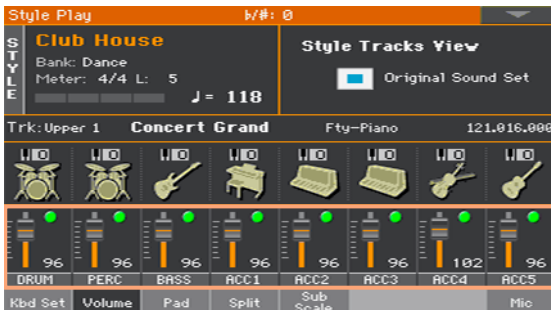 Style Play ♭/#: 0
STYLE
Club House
Bank: Dance
Meter: 4/4 L: 5
♩= 118
Style Tracks View
Original Sound Set
Trk:Upper 1 Concert Grand Fty-Piano 121.016.000
96 96 96 96 96 96 102 96
DRUM PERC BASS ACC1 ACC2 ACC3 ACC4 ACC5
Kbd Set Volume Pad Split Sub Scale Mic